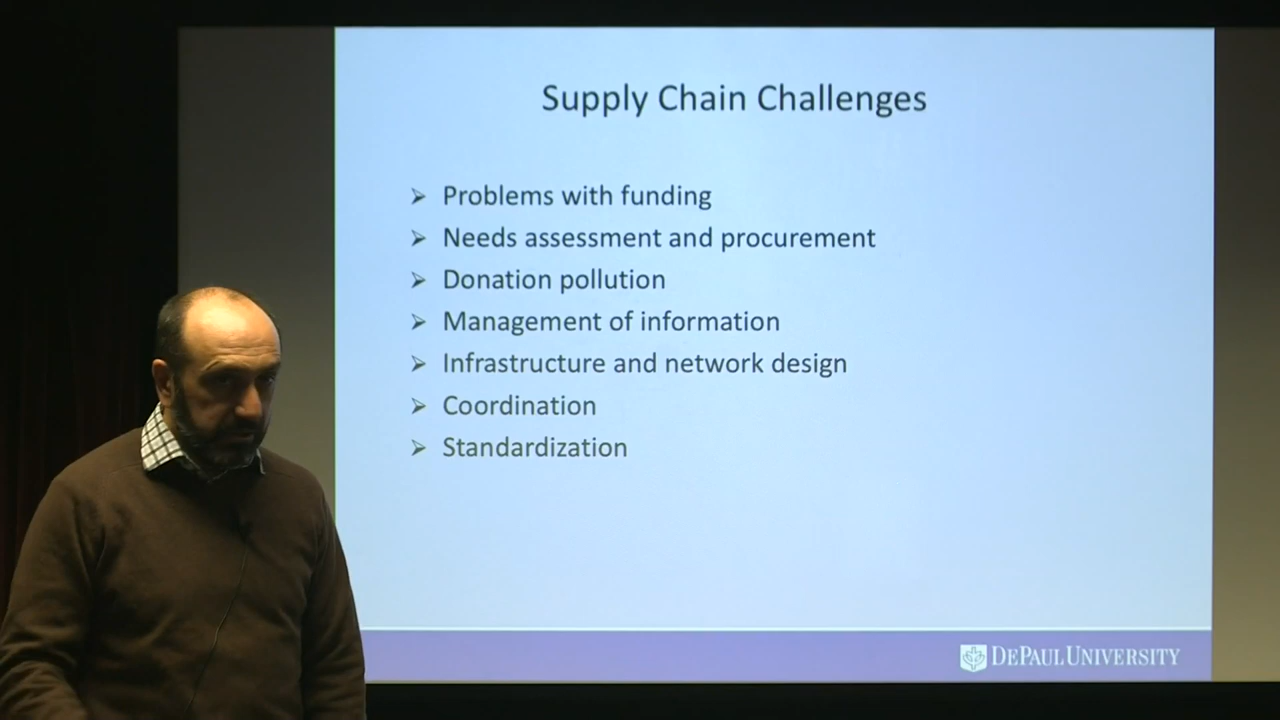 Supply Chain Challenges
➢ Problems with funding
➢ Needs assessment and procurement
➢ Donation pollution
➢ Management of information
➢ Infrastructure and network design
➢ Coordination
➢ Standardization
DEPAUL UNIVERSITY